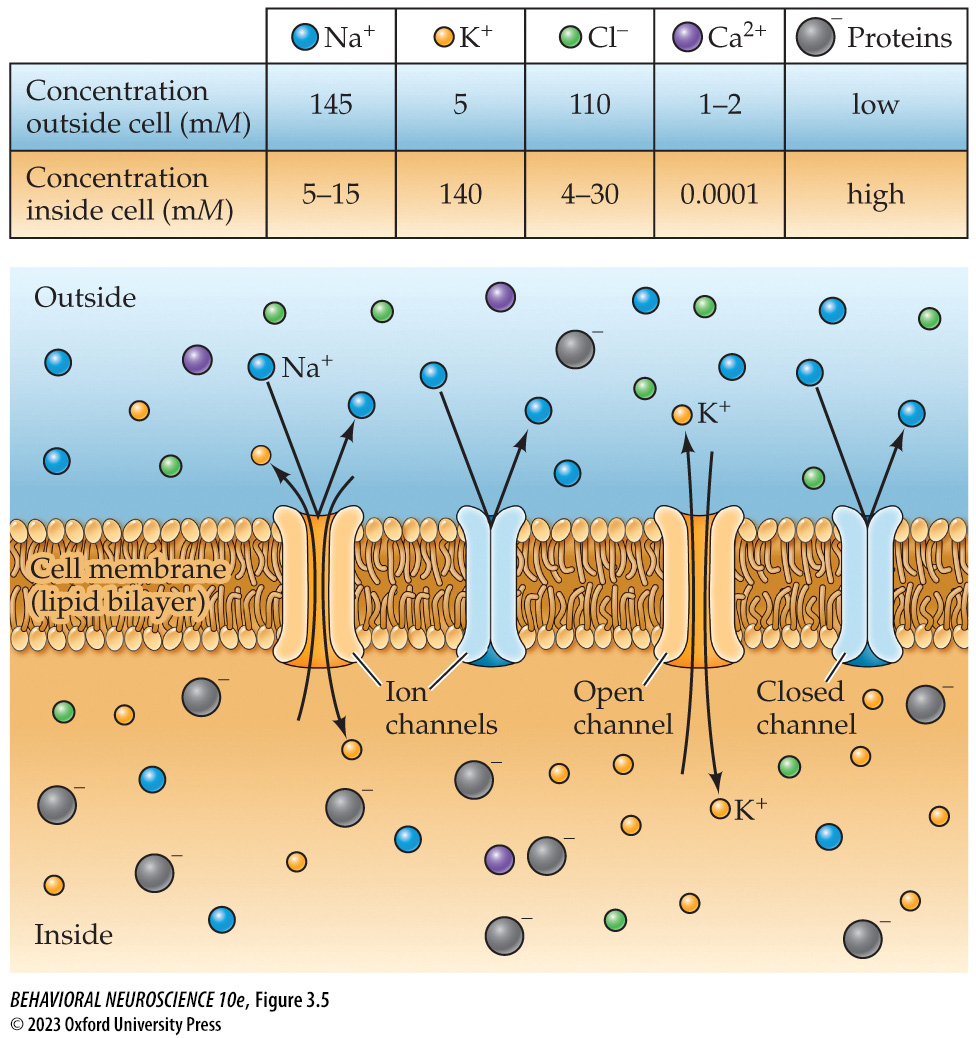 Na⁺ K⁺ Cl⁻ Ca²⁺ ⁻ Proteins
Concentration
outside cell (mM) 145 5 110 1–2 low
Concentration
inside cell (mM) 5–15 140 4–30 0.0001 high
Outside
−
Na⁺
K⁺
Cell membrane
(lipid bilayer)
Ion
channels
Open
channel
Closed
channel
−
−
−
−
−
K⁺
−
−
−
−
Inside
BEHAVIORAL NEUROSCIENCE 10e, Figure 3.5
© 2023 Oxford University Press